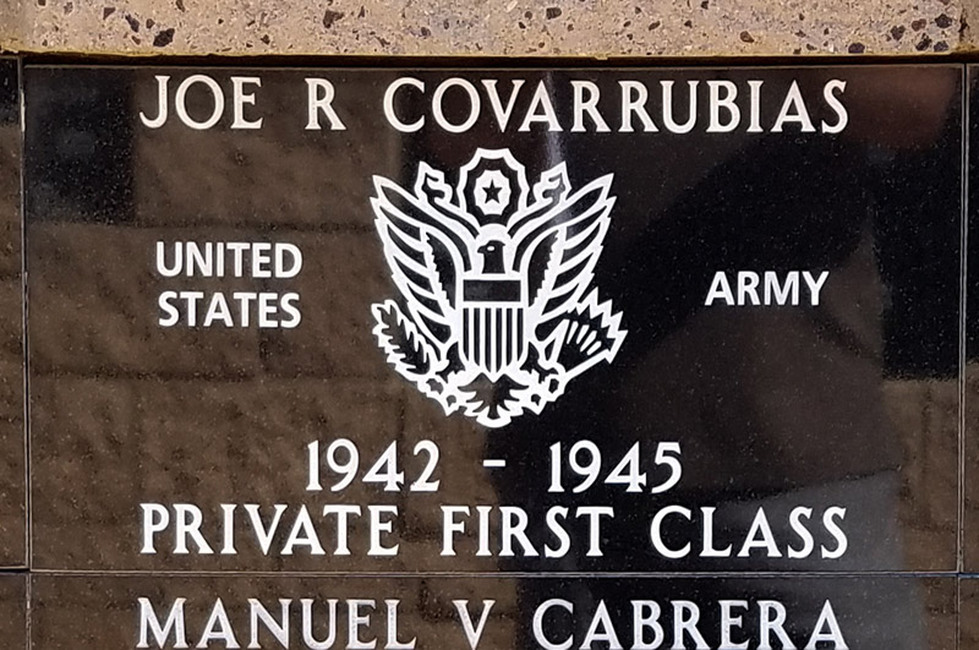 JOE R COVARRUBIAS
UNITED
STATES
ARMY
1942 - 1945
PRIVATE FIRST CLASS
MANUEL V CABRERA